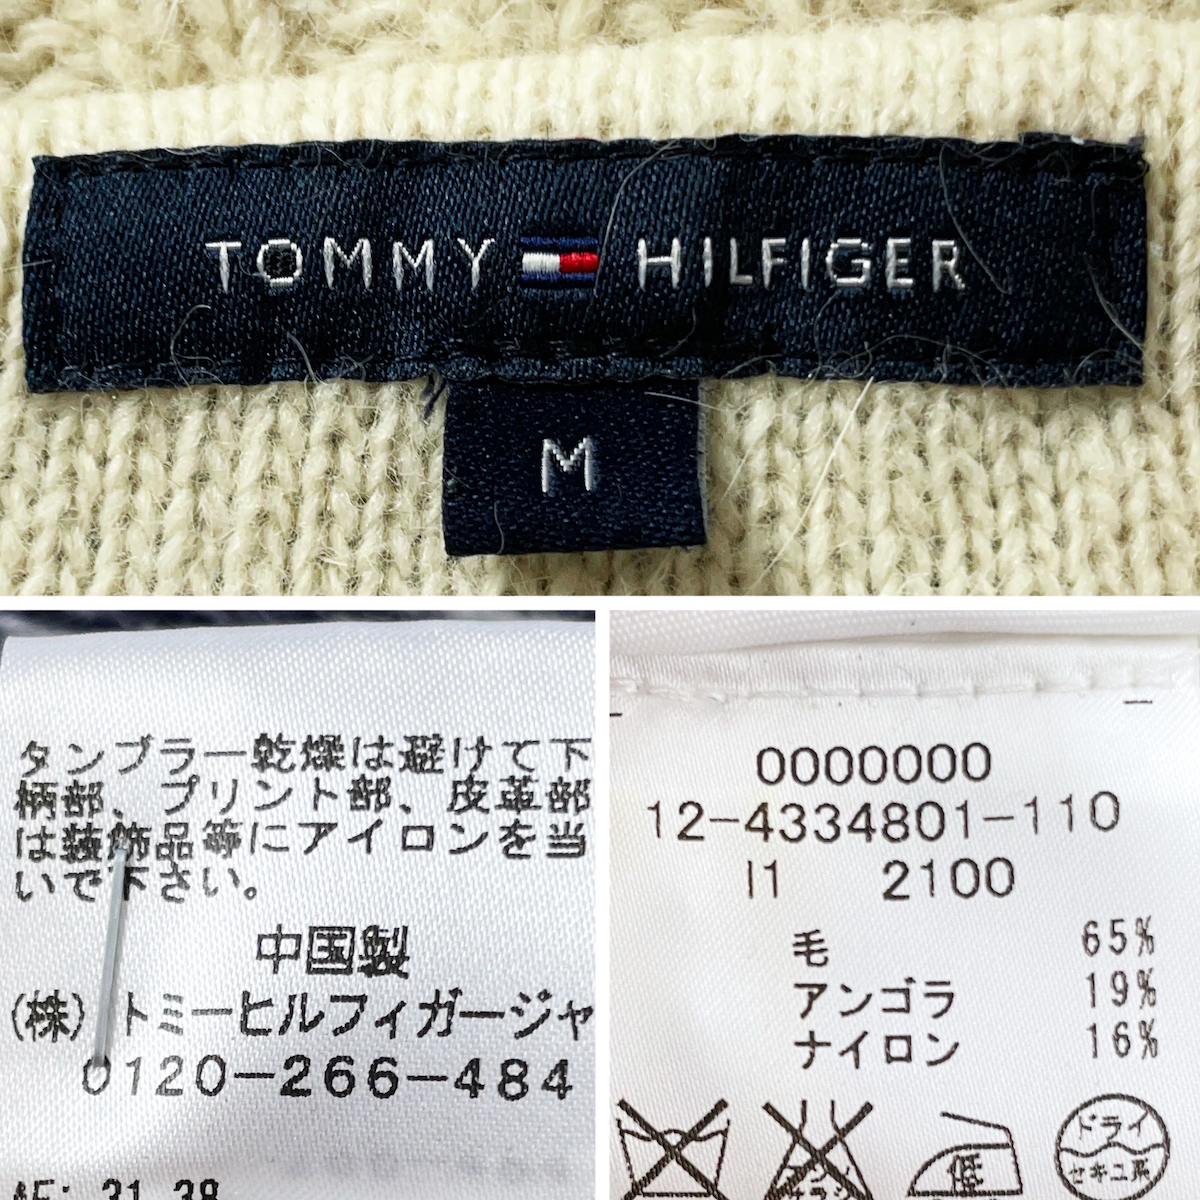 TOMMY HILFIGER
M
タンブラー乾燥は避けて下
柄部、プリント部、皮革部
は装飾品等にアイロンを当
いで下さい。
中国製
(株)トミーヒルフィガージャ
0120-266-484
31 38
0000000
12-4334801-110
11 2100
毛 65%
アンゴラ 19%
ナイロン 16%
低
ドライ
セキユ系